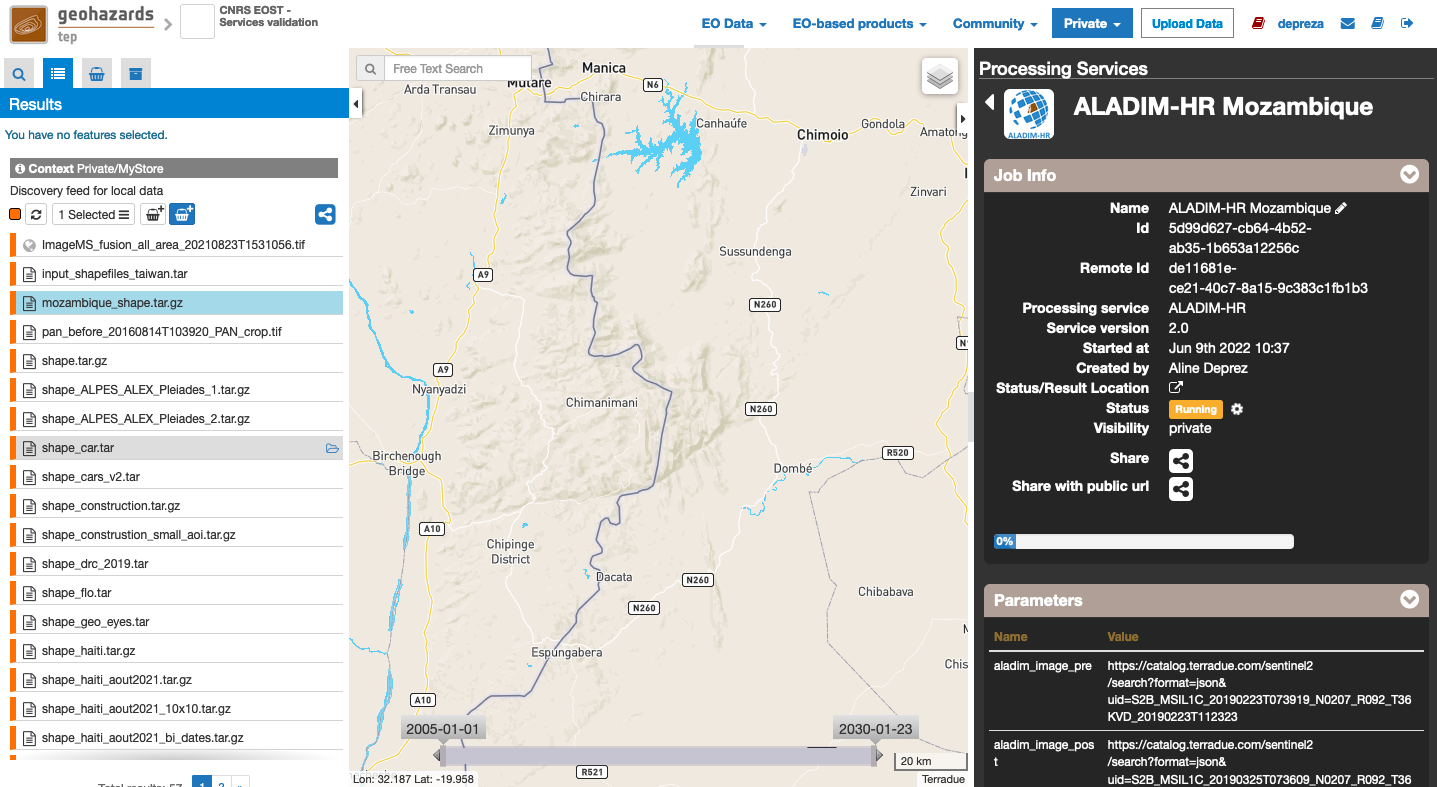 geohazards
tep
CNRS EOST -
Services validation
EO Data
EO-based products
Community
Private
Upload Data
depreza
Results
You have no features selected.
Context Private/MyStore
Discovery feed for local data
1 Selected
ImageMS_fusion_all_area_20210823T1531056.tif
input_shapefiles_taiwan.tar
mozambique_shape.tar.gz
pan_before_20160814T103920_PAN_crop.tif
shape.tar.gz
shape_ALPES_ALEX_Pleiades_1.tar.gz
shape_ALPES_ALEX_Pleiades_2.tar.gz
shape_car.tar
shape_cars_v2.tar
shape_construction.tar.gz
shape_construstion_small_aoi.tar.gz
shape_drc_2019.tar
shape_flo.tar
shape_geo_eyes.tar
shape_haiti.tar.gz
shape_haiti_aout2021.tar.gz
shape_haiti_aout2021_10x10.tar.gz
shape_haiti_aout2021_bi_dates.tar.gz
Total results: 57
1 2 »
Free Text Search
Mutare
Manica
N6
Arda Transau
Chirara
Zimunya
Canhaúfe
Gondola
Chimoio
Amatong
Zinvari
Sussundenga
A9
N260
A9
Nyanyadzi
Chimanimani
N260
Birchenough
Bridge
R520
Dombé
A10
Chipinge
District
Dacata
N260
Chibabava
N260
Espungabera
Chis
A10
2005-01-01
2030-01-23
20 km
R521
Lon: 32.187 Lat: -19.958
Terradue
Processing Services
ALADIM-HR
ALADIM-HR Mozambique
Job Info
Name ALADIM-HR Mozambique
Id 5d99d627-cb64-4b52-
ab35-1b653a12256c
Remote Id de11681e-
ce21-40c7-8a15-9c383c1fb1b3
Processing service ALADIM-HR
Service version 2.0
Started at Jun 9th 2022 10:37
Created by Aline Deprez
Status/Result Location
Status Running
Visibility private
Share
Share with public url
0%
Parameters
Name Value
aladim_image_pre https://catalog.terradue.com/sentinel2
/search?format=json&
uid=S2B_MSIL1C_20190223T073919_N0207_R092_T36
KVD_20190223T112323
aladim_image_pos https://catalog.terradue.com/sentinel2
t /search?format=json&
uid=S2B_MSIL1C_20190325T073609_N0207_R092_T36